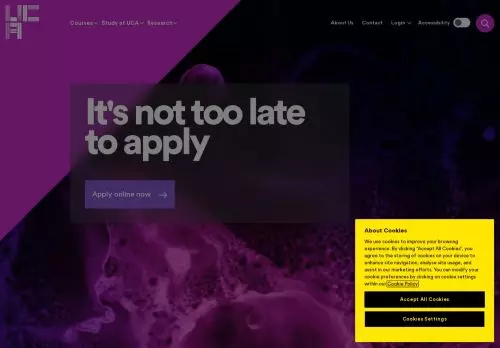 UCA
Courses Study at UCA Research
About Us Contact Login Accessibility
It's not too late
to apply
Apply online now
About Cookies
We use cookies to improve your browsing
experience. By clicking "Accept All Cookies", you
agree to the storing of cookies on your device to
enhance site navigation, analyse site usage, and
assist in our marketing efforts. You can modify your
cookie preferences by clicking on cookie settings
within our Cookie Policy
Accept All Cookies
Cookies Settings